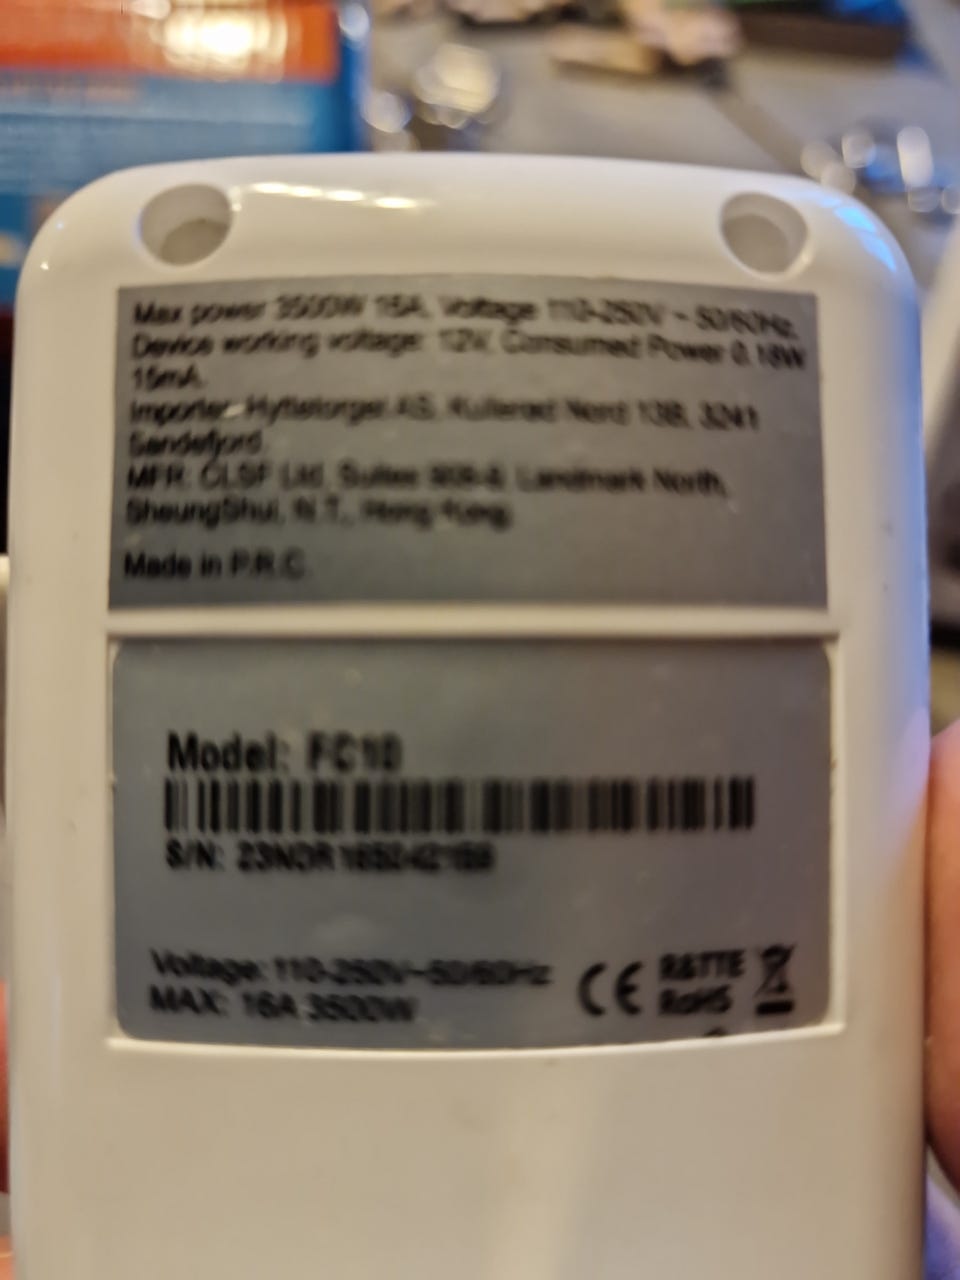 Max power 3500W 16A, Voltage 110-250V ~ 50/60Hz.
Device working voltage: 12V, Consumed Power 0.18W
15mA.
Importer: Hyttetorget AS, Kullerød Nord 13B, 3241
Sandefjord.
MFR: CLSF Ltd, Suites Landmark North,
SheungShui, N.T., Hong Kong
Made in P.R.C.
Model: FC10
S/N:
Voltage: 110-250V~50/60Hz
MAX: 16A 3500W
CE R&TTE
RoHS